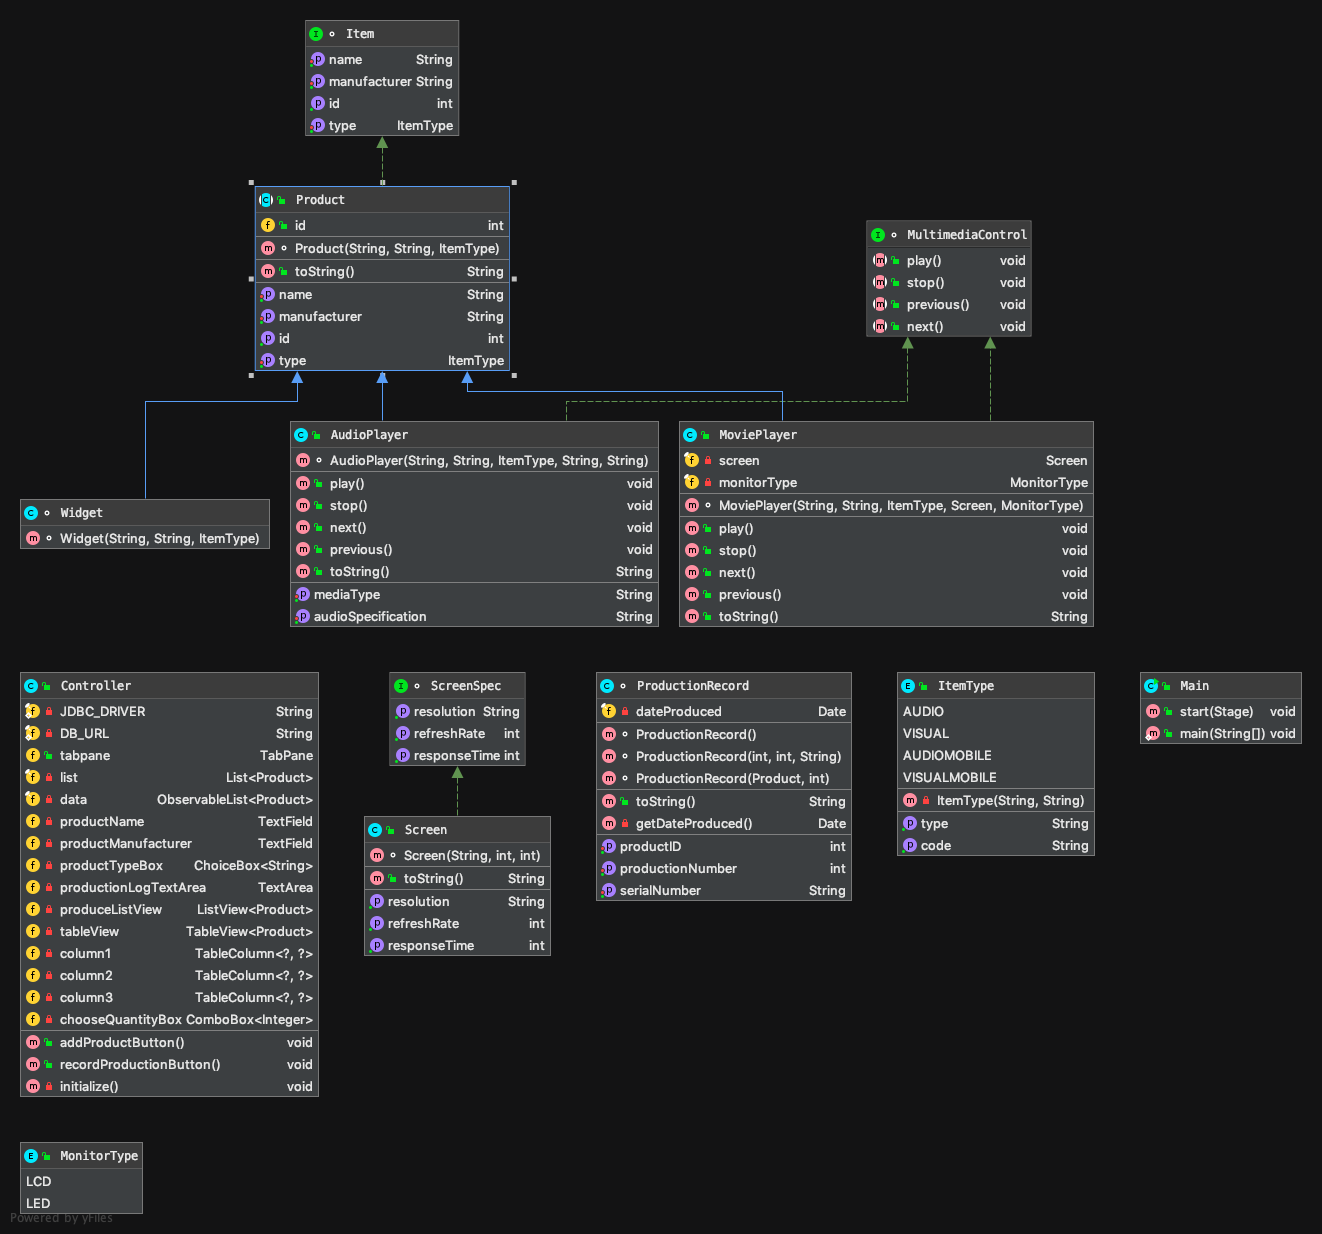 Item
name String
manufacturer String
id int
type ItemType
Product
id int
Product(String, String, ItemType)
toString() String
name String
manufacturer String
id int
type ItemType
MultimediaControl
play() void
stop() void
previous() void
next() void
Widget
Widget(String, String, ItemType)
AudioPlayer
AudioPlayer(String, String, ItemType, String, String)
play() void
stop() void
next() void
previous() void
toString() String
mediaType String
audioSpecification String
MoviePlayer
screen Screen
monitorType MonitorType
MoviePlayer(String, String, ItemType, Screen, MonitorType)
play() void
stop() void
next() void
previous() void
toString() String
Controller
JDBC_DRIVER String
DB_URL String
tabpane TabPane
list List<Product>
data ObservableList<Product>
productName TextField
productManufacturer TextField
productTypeBox ChoiceBox<String>
productionLogTextArea TextArea
produceListView ListView<Product>
tableView TableView<Product>
column1 TableColumn<?, ?>
column2 TableColumn<?, ?>
column3 TableColumn<?, ?>
chooseQuantityBox ComboBox<Integer>
addProductButton() void
recordProductionButton() void
initialize() void
ScreenSpec
resolution String
refreshRate int
responseTime int
Screen
Screen(String, int, int)
toString() String
resolution String
refreshRate int
responseTime int
ProductionRecord
dateProduced Date
ProductionRecord()
ProductionRecord(int, int, String)
ProductionRecord(Product, int)
toString() String
getDateProduced() Date
productID int
productionNumber int
serialNumber String
ItemType
AUDIO
VISUAL
AUDIOMOBILE
VISUALMOBILE
ItemType(String, String)
type String
code String
Main
start(Stage) void
main(String[]) void
MonitorType
LCD
LED
Powered by yFiles